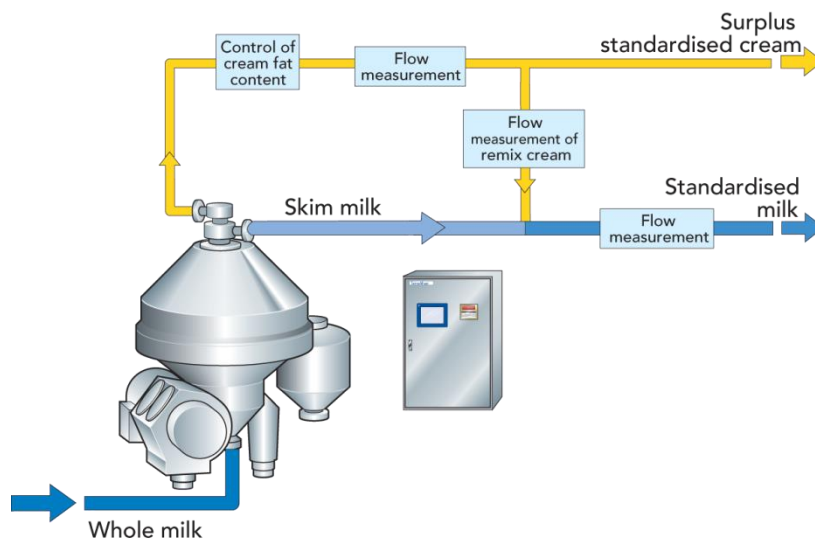 Surplus
standardised cream
Control of
cream fat
content
Flow
measurement
Flow
measurement of
remix cream
Skim milk
Standardised
milk
Flow
measurement
Whole milk